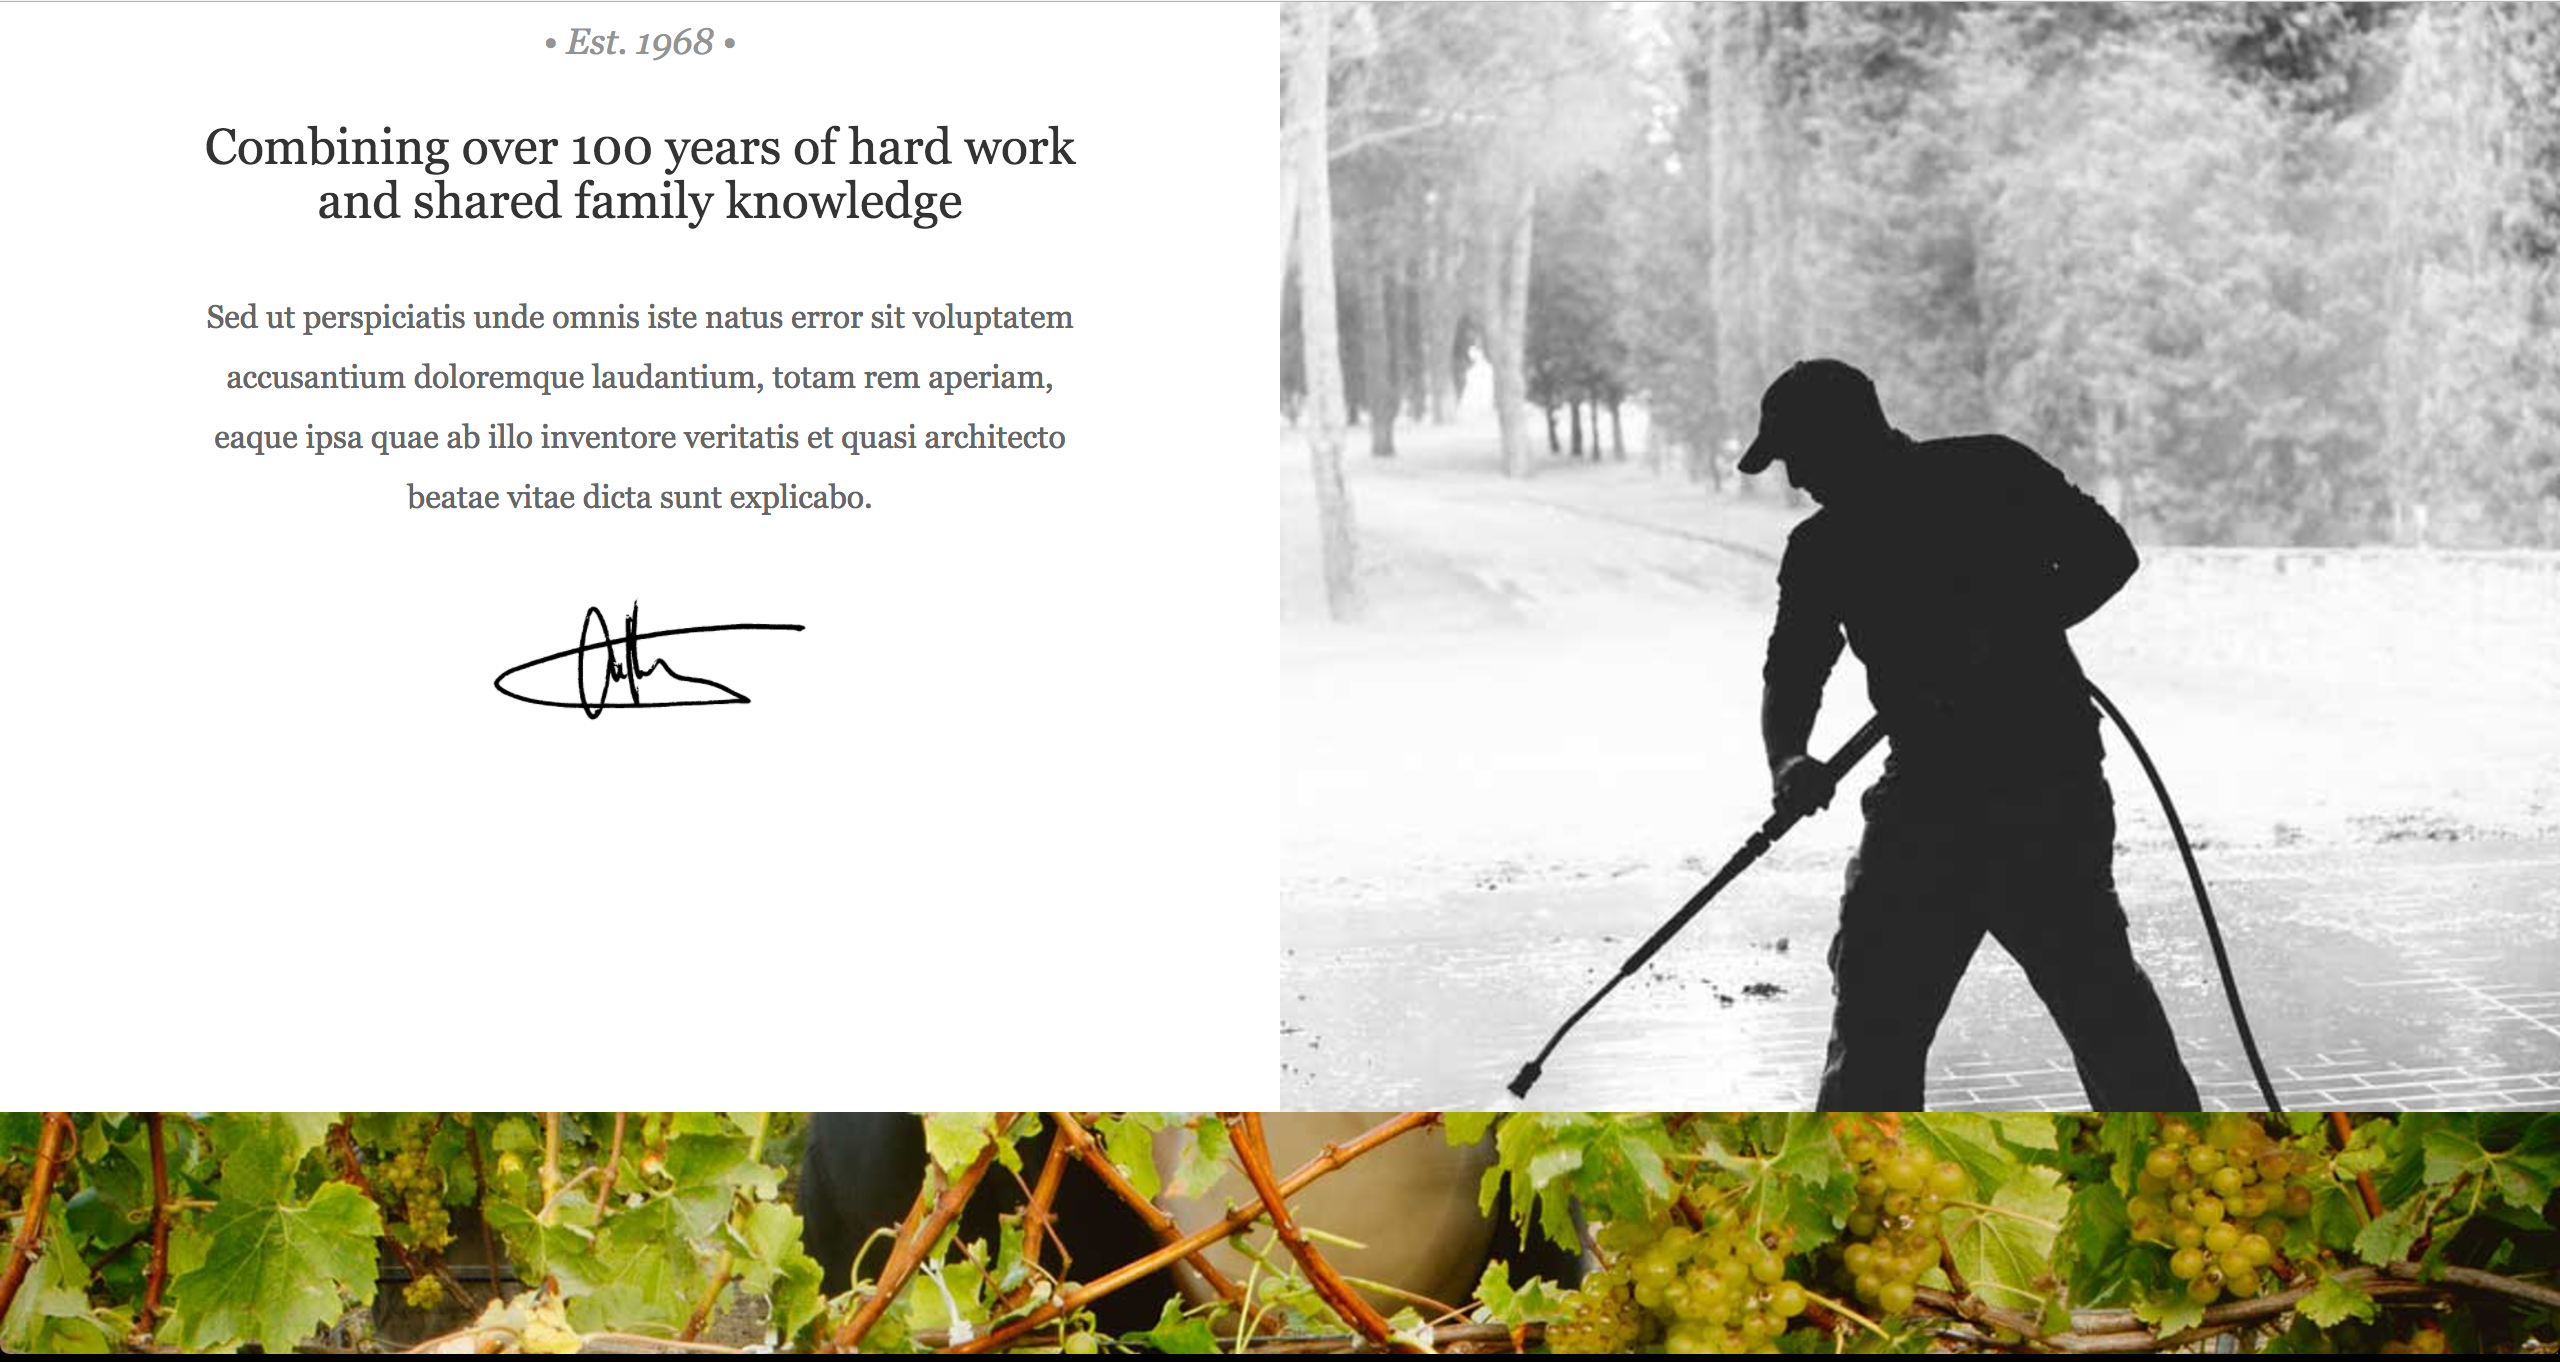 • Est. 1968 •
Combining over 100 years of hard work
and shared family knowledge
Sed ut perspiciatis unde omnis iste natus error sit voluptatem
accusantium doloremque laudantium, totam rem aperiam,
eaque ipsa quae ab illo inventore veritatis et quasi architecto
beatae vitae dicta sunt explicabo.